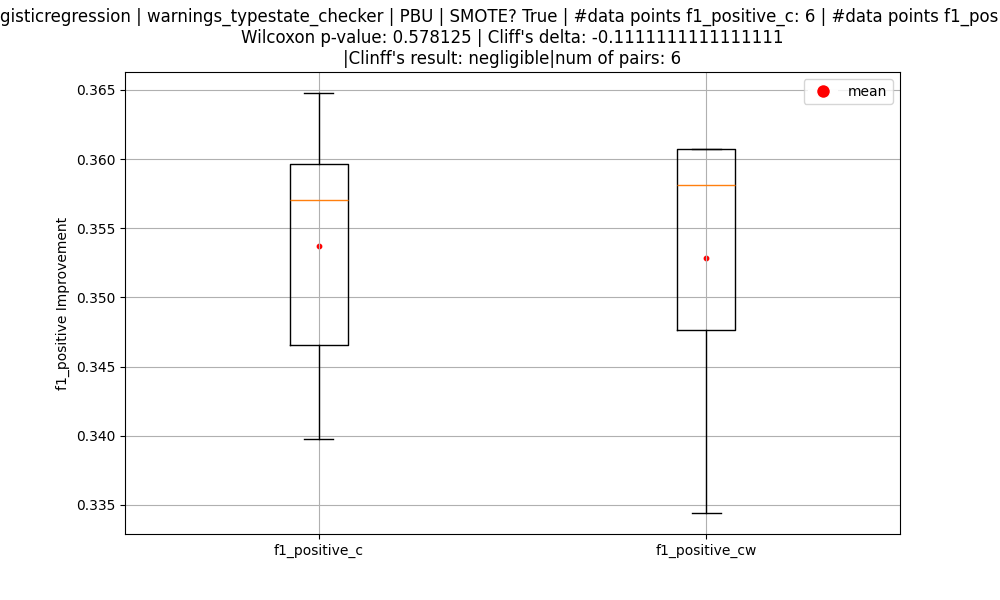 gisticregression | warnings_typestate_checker | PBU | SMOTE? True | #data points f1_positive_c: 6 | #data points f1_pos
Wilcoxon p-value: 0.578125 | Cliff's delta: -0.1111111111111111
|Clinff's result: negligible|num of pairs: 6
mean
0.365
0.360
0.355
0.350
0.345
0.340
0.335
f1_positive Improvement
f1_positive_c
f1_positive_cw